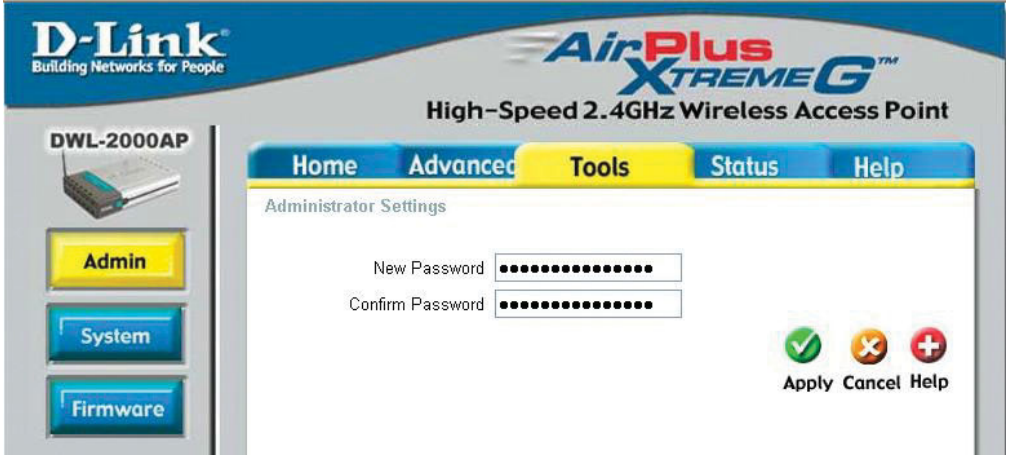 D-Link
Building Networks for People
AirPlus
XTREME G™
High-Speed 2.4GHz Wireless Access Point
DWL-2000AP
Home Advanced Tools Status Help
Administrator Settings
Admin
System
Firmware
New Password ●●●●●●●●●●●●●●●
Confirm Password ●●●●●●●●●●●●●●●
Apply Cancel Help